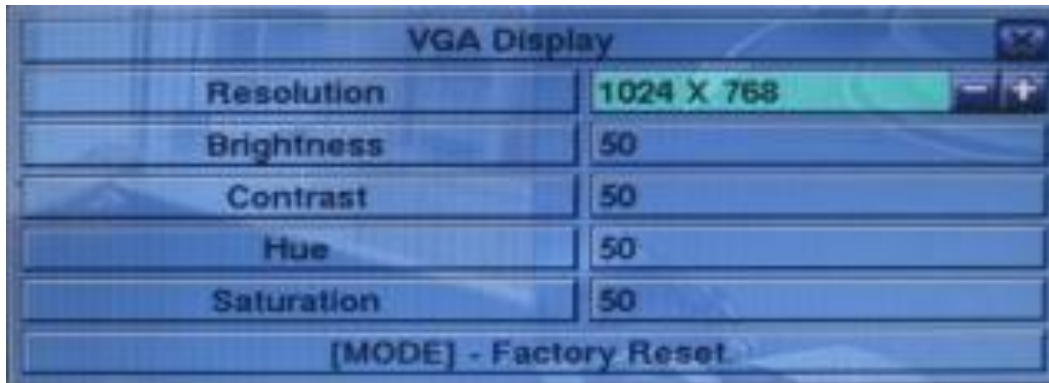 VGA Display
Resolution 1024 X 768
Brightness 50
Contrast 50
Hue 50
Saturation 50
[MODE] - Factory Reset.